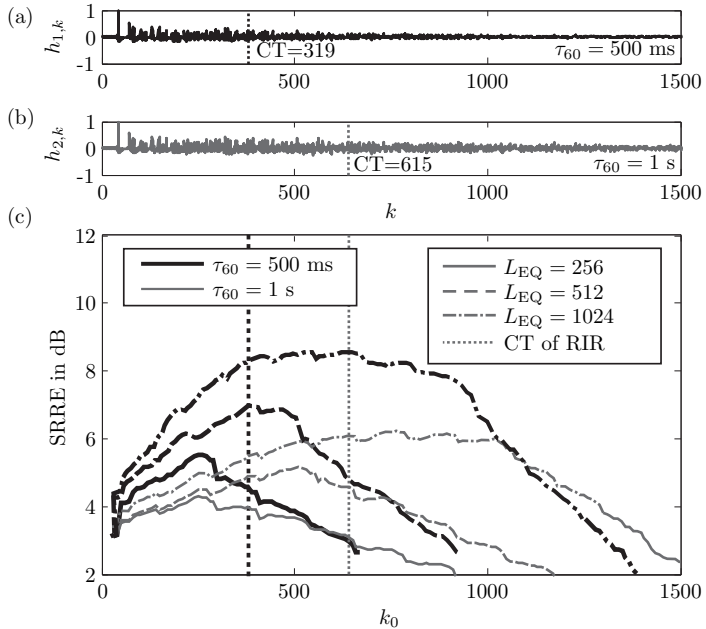 (a)
h1,k
1
0
-1
CT=319
τ60 = 500 ms
0 500 1000 1500
(b)
h2,k
1
0
-1
CT=615
τ60 = 1 s
0 500 1000 1500
k
(c)
SRRE in dB
12
10
8
6
4
2
τ60 = 500 ms
τ60 = 1 s
LEQ = 256
LEQ = 512
LEQ = 1024
CT of RIR
0 500 1000 1500
k0